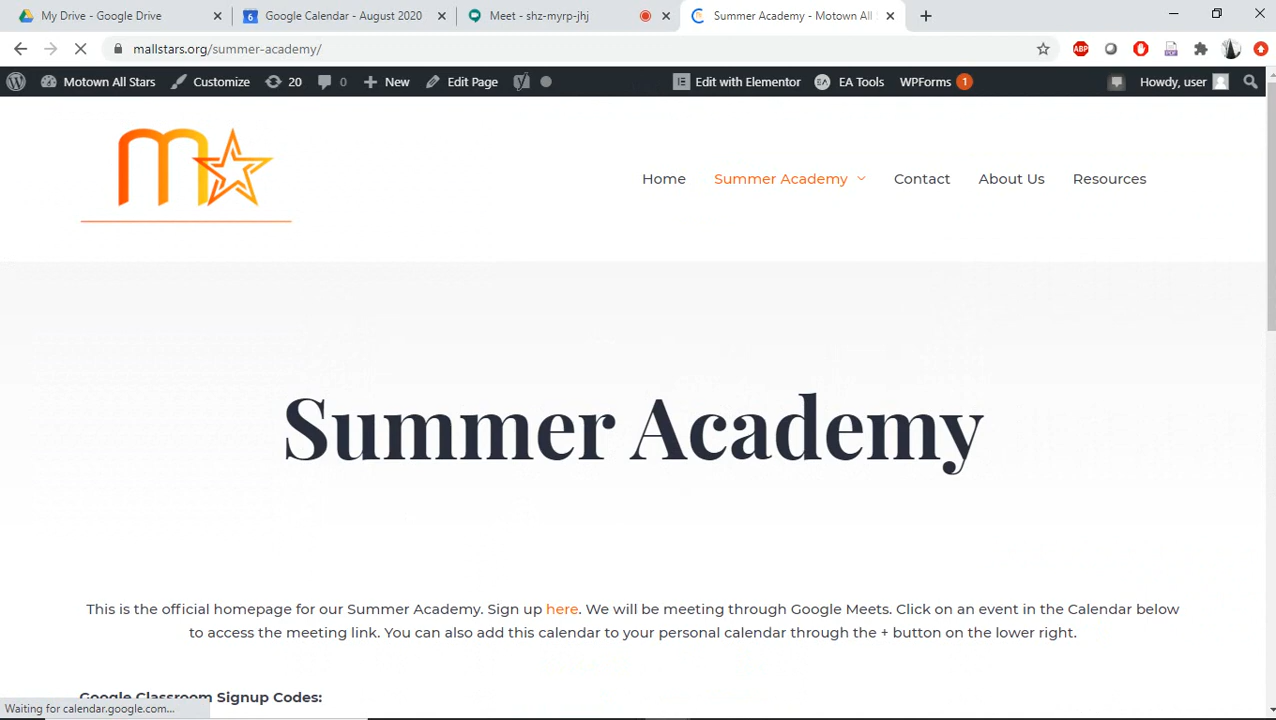 My Drive - Google Drive
6 Google Calendar - August 2020
Meet - shz-myrp-jhj
Summer Academy - Motown All
mallstars.org/summer-academy/
ABP
Motown All Stars Customize 20 0 New Edit Page Edit with Elementor EA EA Tools WPForms 1 Howdy, user
m
Home Summer Academy Contact About Us Resources
Summer Academy
This is the official homepage for our Summer Academy. Sign up here. We will be meeting through Google Meets. Click on an event in the Calendar below
to access the meeting link. You can also add this calendar to your personal calendar through the + button on the lower right.
Google Classroom Signup Codes:
Waiting for calendar.google.com...